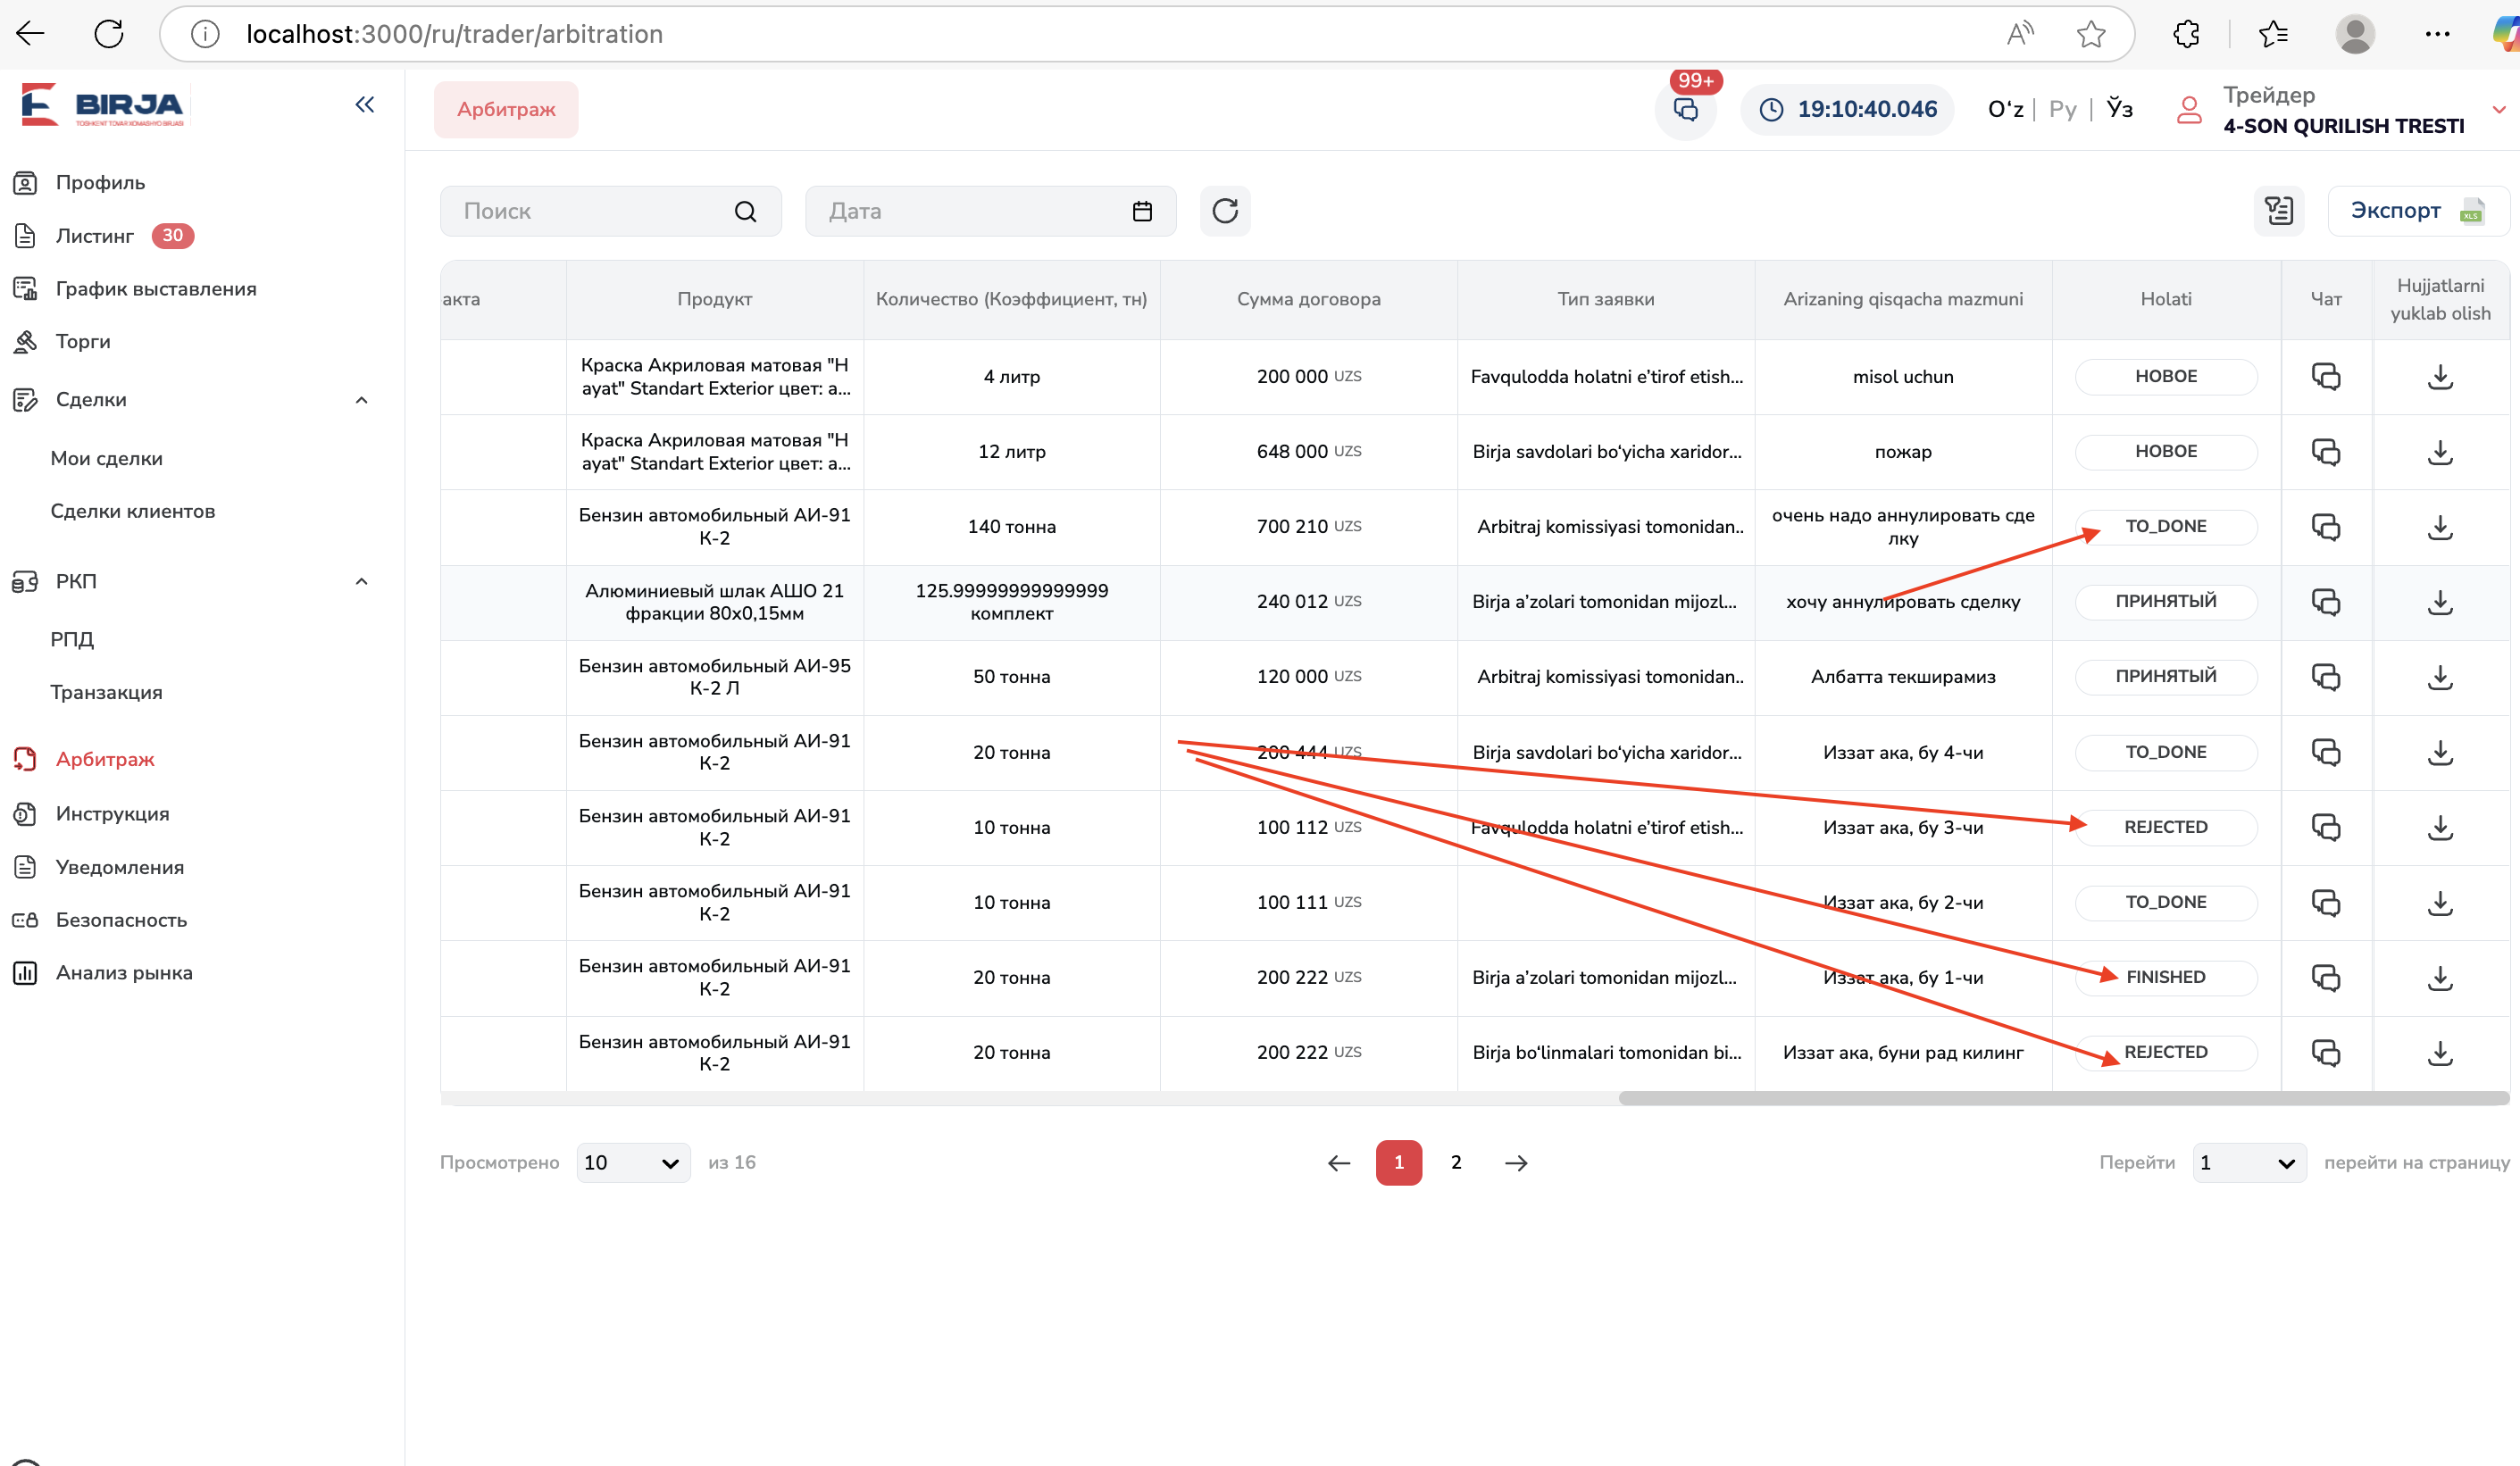 localhost:3000/ru/trader/arbitration
BIRJA
TOSHKENT TOVAR XOMASHYO BIRJASI
Арбитраж
99+
19:10:40.046
Oʻz | Ру | Ўз
Трейдер
4-SON QURILISH TRESTI
Профиль
Листинг 30
График выставления
Торги
Сделки
Мои сделки
Сделки клиентов
РКП
РПД
Транзакция
Арбитраж
Инструкция
Уведомления
Безопасность
Анализ рынка
Поиск
Дата
Экспорт
XLS
акта Продукт Количество (Коэффициент, тн) Сумма договора Тип заявки Arizaning qisqacha mazmuni Holati Чат Hujjatlarni
yuklab olish
Краска Акриловая матовая "H
ayat" Standart Exterior цвет: а...
4 литр 200 000 UZS Favqulodda holatni e’tirof etish... misol uchun НОВОЕ
Краска Акриловая матовая "H
ayat" Standart Exterior цвет: а...
12 литр 648 000 UZS Birja savdolari bo‘yicha xaridor... пожар НОВОЕ
Бензин автомобильный АИ-91
К-2
140 тонна 700 210 UZS Arbitraj komissiyasi tomonidan.. очень надо аннулировать сде
лку
TO_DONE
Алюминиевый шлак АШО 21
фракции 80х0,15мм
125.99999999999999
комплект
240 012 UZS Birja a’zolari tomonidan mijozl... хочу аннулировать сделку ПРИНЯТЫЙ
Бензин автомобильный АИ-95
К-2 Л
50 тонна 120 000 UZS Arbitraj komissiyasi tomonidan.. Албатта текширамиз ПРИНЯТЫЙ
Бензин автомобильный АИ-91
К-2
20 тонна 200 444 UZS Birja savdolari bo‘yicha xaridor... Иззат ака, бу 4-чи TO_DONE
Бензин автомобильный АИ-91
К-2
10 тонна 100 112 UZS Favqulodda holatni e’tirof etish... Иззат ака, бу 3-чи REJECTED
Бензин автомобильный АИ-91
К-2
10 тонна 100 111 UZS Иззат ака, бу 2-чи TO_DONE
Бензин автомобильный АИ-91
К-2
20 тонна 200 222 UZS Birja a’zolari tomonidan mijozl... Иззат ака, бу 1-чи FINISHED
Бензин автомобильный АИ-91
К-2
20 тонна 200 222 UZS Birja bo‘linmalari tomonidan bi... Иззат ака, буни рад килинг REJECTED
Просмотрено 10 из 16
1 2
Перейти 1 перейти на страницу